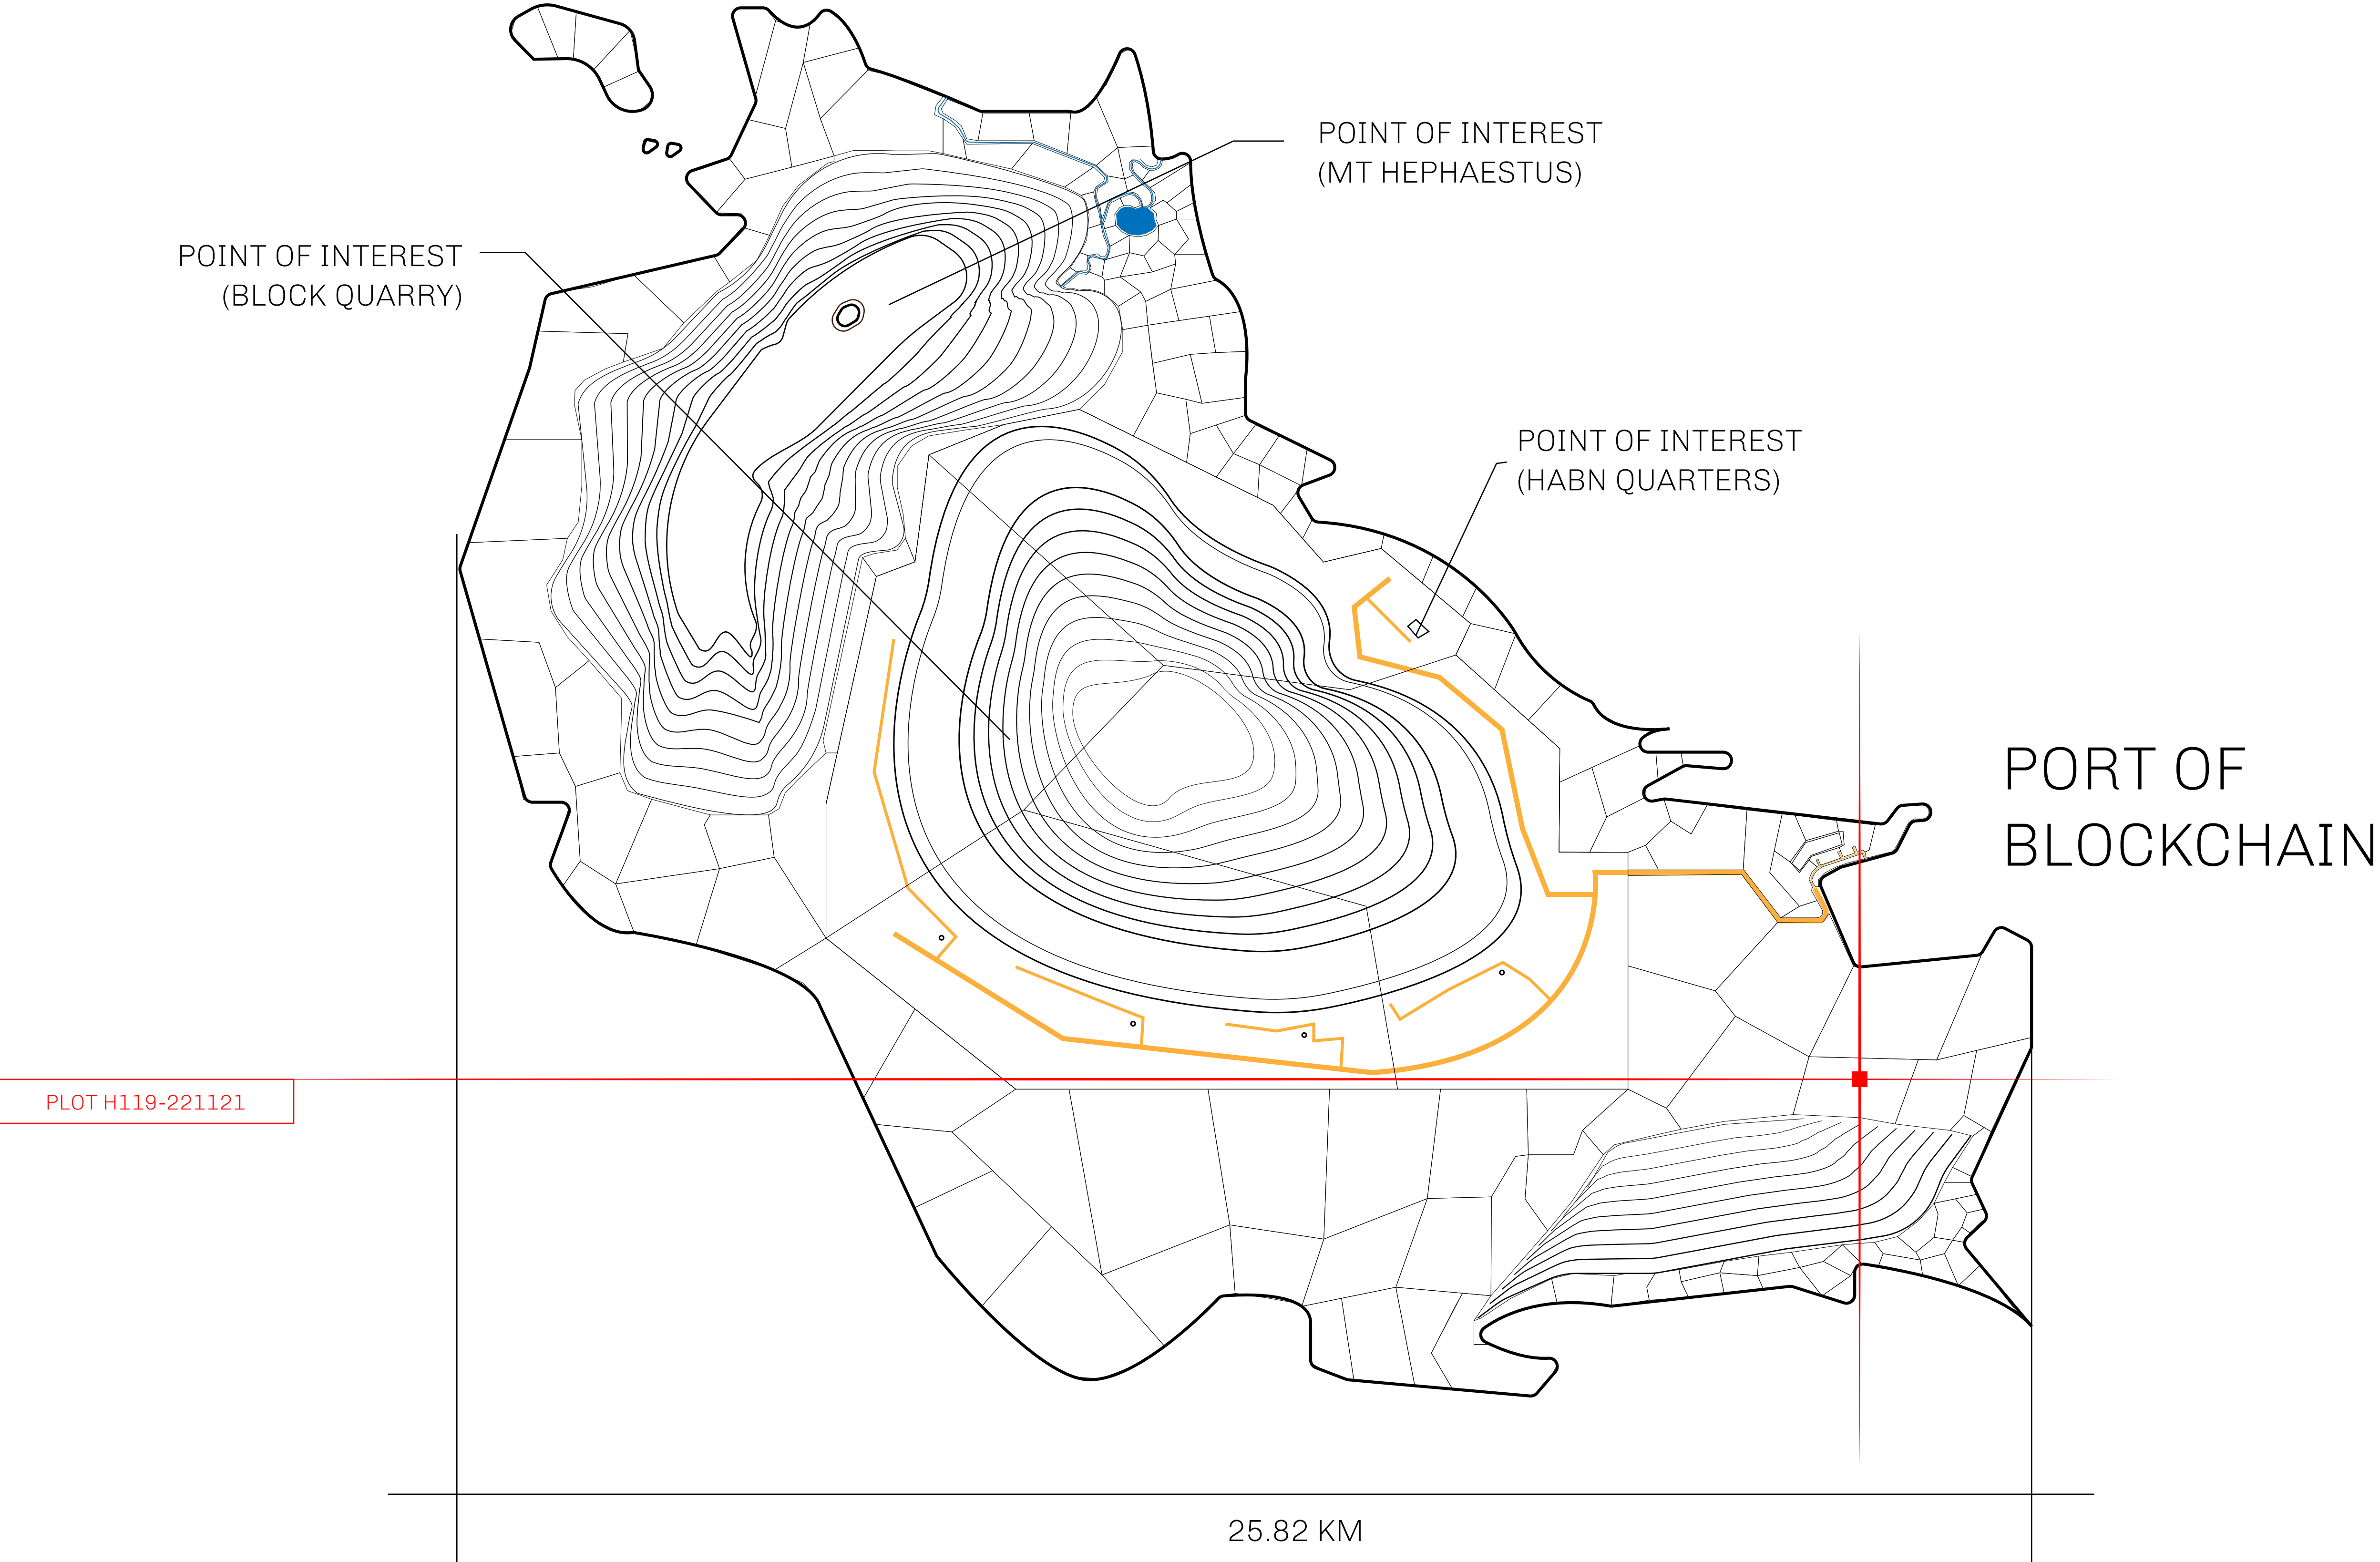 POINT OF INTEREST
(MT HEPHAESTUS)
POINT OF INTEREST
(BLOCK QUARRY)
POINT OF INTEREST
(HABN QUARTERS)
PORT OF
BLOCKCHAIN
PLOT H119-221121
25.82 KM